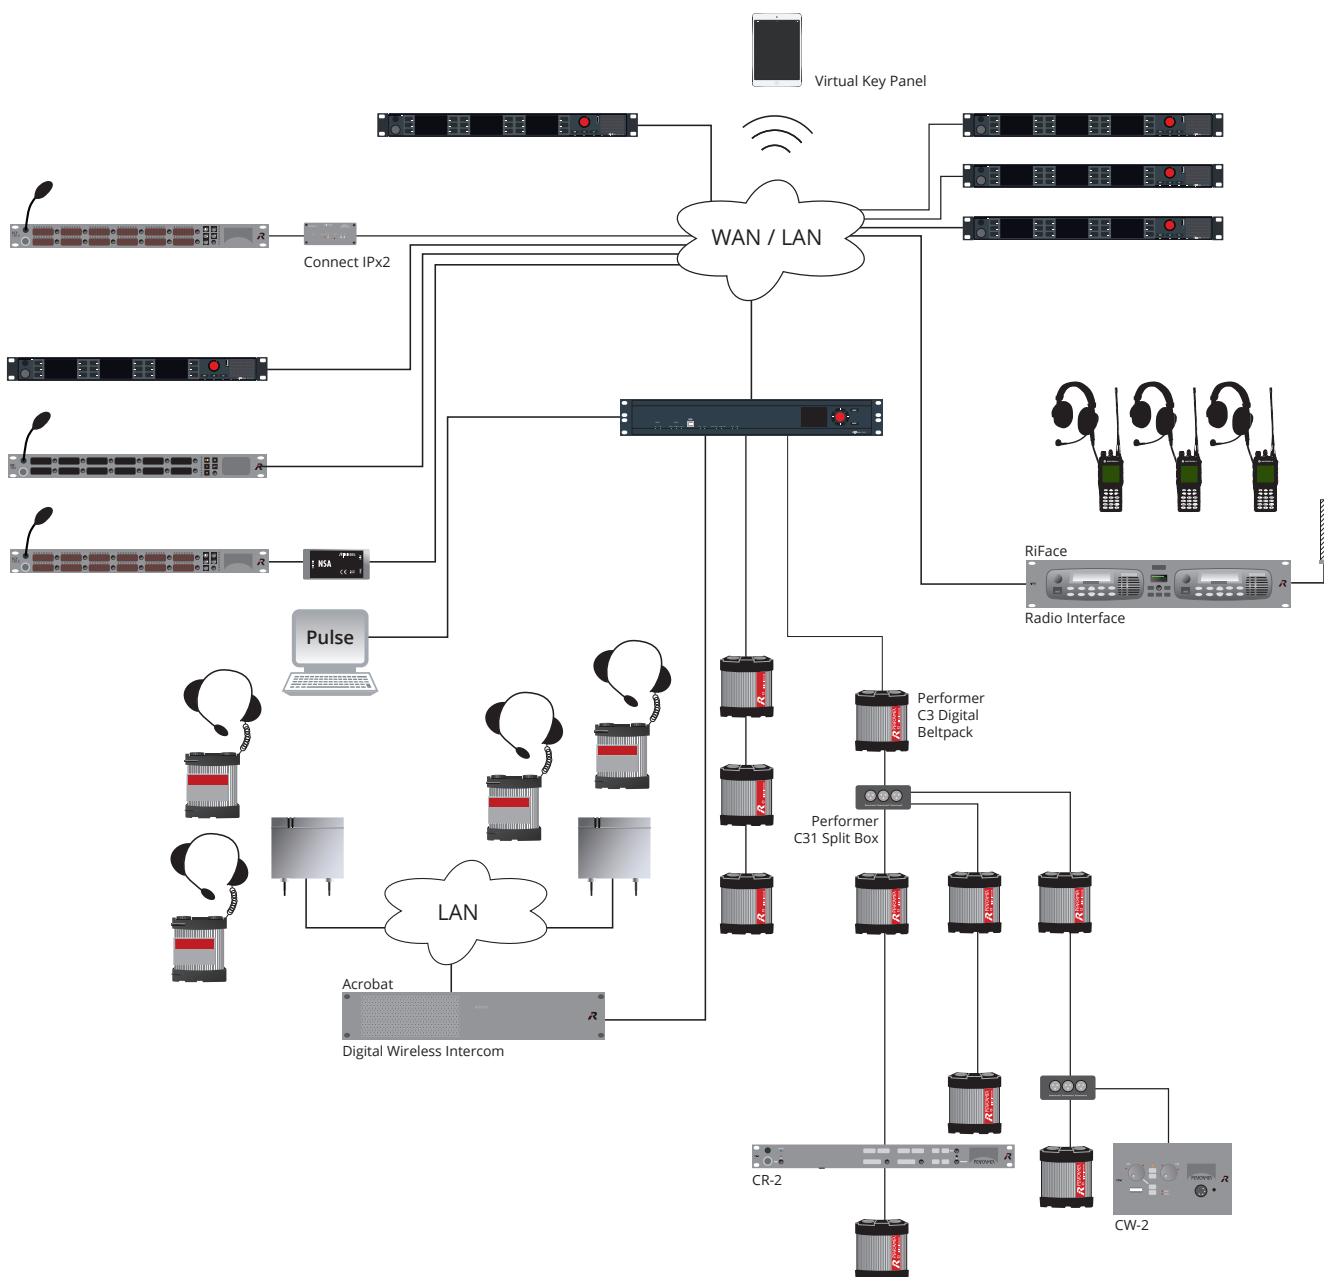 Virtual Key Panel
WAN / LAN
Connect IPx2
NSA
RiFace
Radio Interface
Pulse
Performer
C3 Digital
Beltpack
Performer
C31 Split Box
LAN
Acrobat
Digital Wireless Intercom
CR-2
CW-2